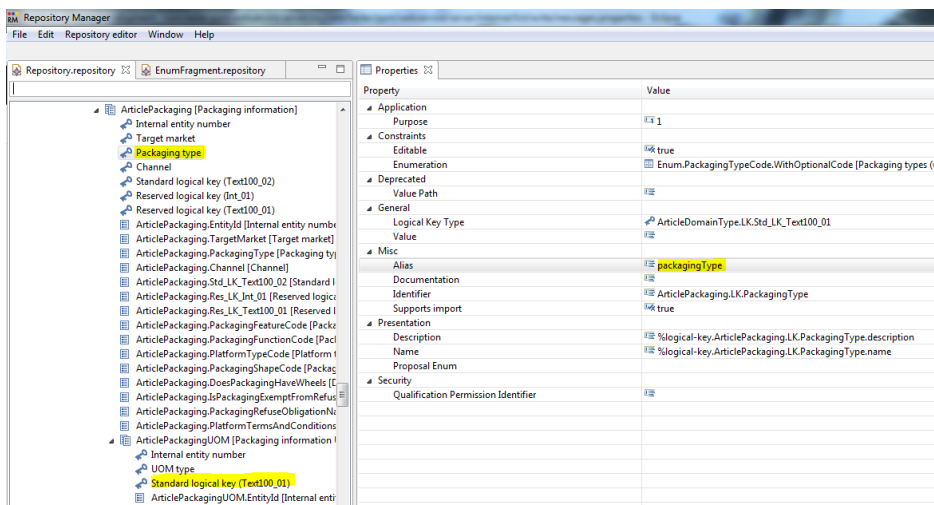 RM Repository Manager
File Edit Repository editor Window Help
Repository.repository EnumFragment.repository
ArticlePackaging [Packaging information]
Internal entity number
Target market
Packaging type
Channel
Standard logical key (Text100_02)
Reserved logical key (Int_01)
Reserved logical key (Text100_01)
ArticlePackaging.EntityId [Internal entity numbe
ArticlePackaging.TargetMarket [Target market]
ArticlePackaging.PackagingType [Packaging ty
ArticlePackaging.Channel [Channel]
ArticlePackaging.Std_LK_Text100_02 [Standard l
ArticlePackaging.Res_LK_Int_01 [Reserved logica
ArticlePackaging.Res_LK_Text100_01 [Reserved l
ArticlePackaging.PackagingFeatureCode [Packa
ArticlePackaging.PackagingFunctionCode [Pac
ArticlePackaging.PlatformTypeCode [Platform t
ArticlePackaging.PackagingShapeCode [Packag
ArticlePackaging.DoesPackagingHaveWheels [D
ArticlePackaging.IsPackagingExemptFromRefus
ArticlePackaging.PackagingRefuseObligationNa
ArticlePackaging.PlatformTermsAndConditions
ArticlePackagingUOM [Packaging information
Internal entity number
UOM type
Standard logical key (Text100_01)
ArticlePackagingUOM.EntityId [Internal enti
Properties
Property Value
Application
Purpose 1
Constraints
Editable true
Enumeration Enum.PackagingTypeCode.WithOptionalCode [Packaging types (
Deprecated
Value Path
General
Logical Key Type ArticleDomainType.LK.Std_LK_Text100_01
Value
Misc
Alias packagingType
Documentation
Identifier ArticlePackaging.LK.PackagingType
Supports import true
Presentation
Description %logical-key.ArticlePackaging.LK.PackagingType.description
Name %logical-key.ArticlePackaging.LK.PackagingType.name
Proposal Enum
Security
Qualification Permission Identifier